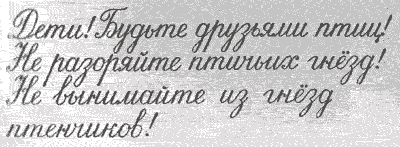 Дети! Будьте друзьями птиц!
Не разоряйте птичьих гнёзд!
Не вынимайте из гнёзд
птенчиков!